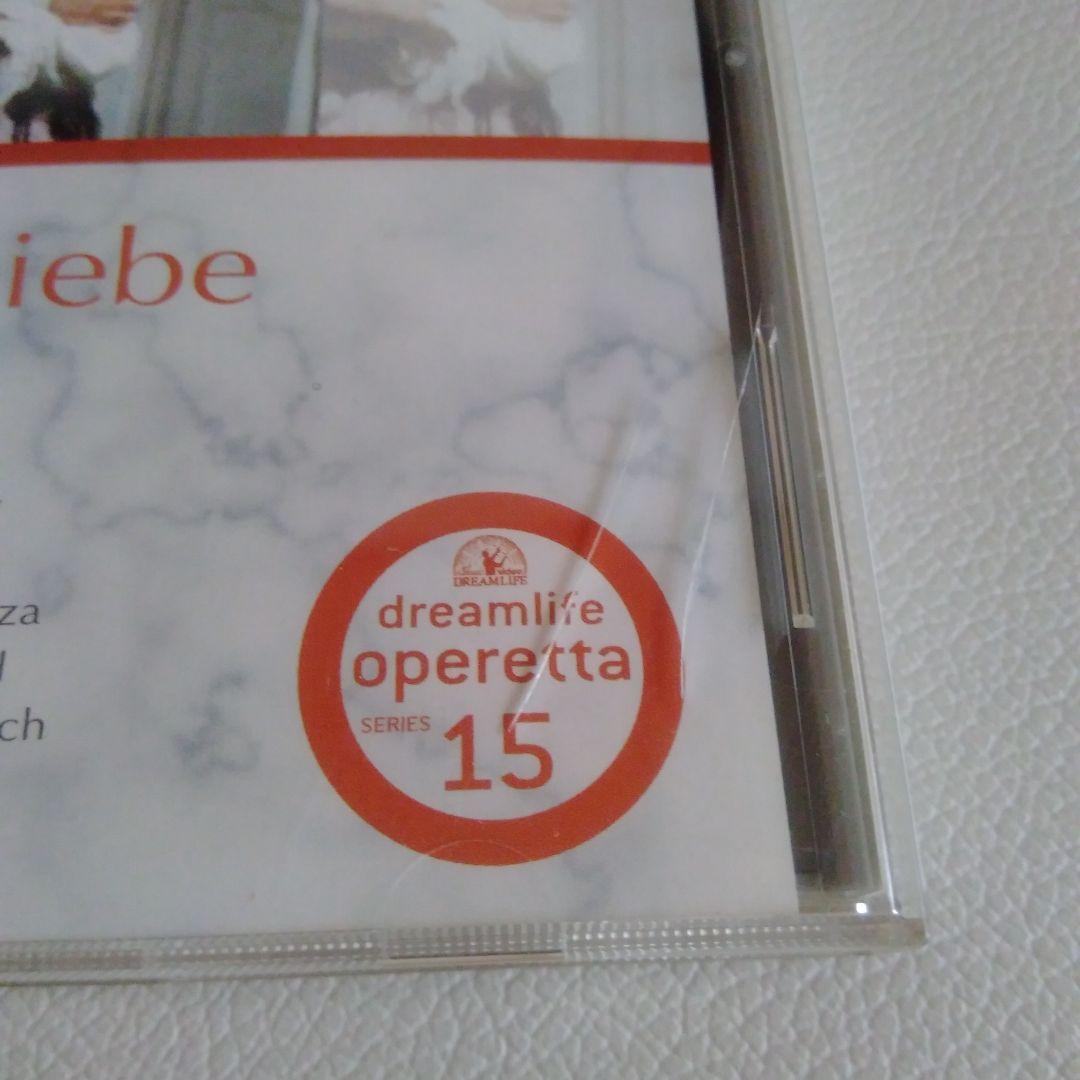 iebe
za
ch
DREAMLIFE
dreamlife
operetta
SERIES 15